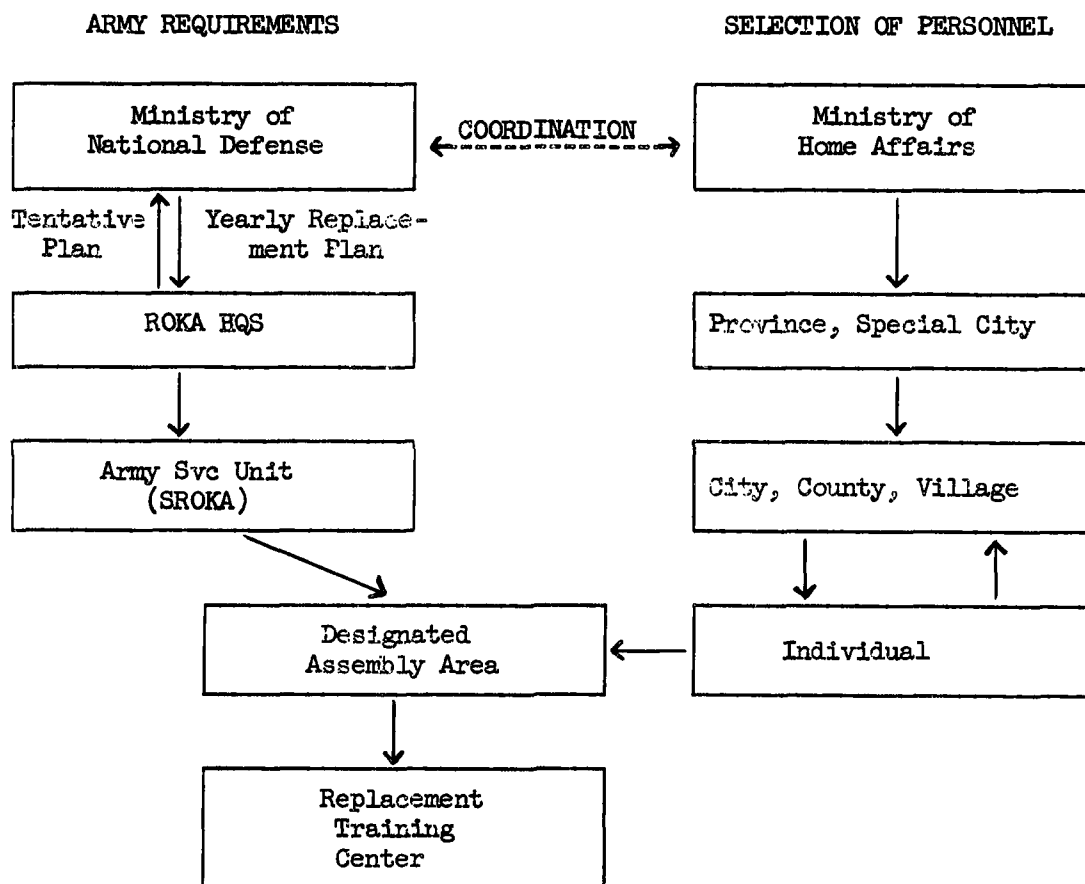 ARMY REQUIREMENTS
SELECTION OF PERSONNEL
Ministry of
National Defense
COORDINATION
Ministry of
Home Affairs
Tentative
Plan
Yearly Replace-
ment Plan
ROKA HQS
Province, Special City
Army Svc Unit
(SROKA)
City, County, Village
Designated
Assembly Area
Individual
Replacement
Training
Center